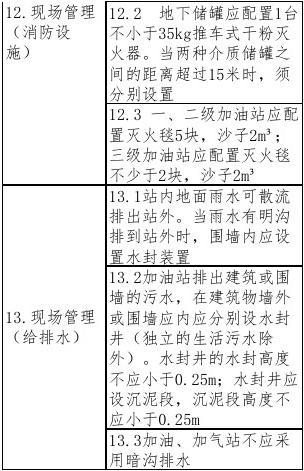 12.现场管理
（消防设
施）
12.2 地下储罐应配置1台
不小于35kg推车式干粉灭
火器。当两种介质储罐之
间的距离超过15米时，须
分别设置
12.3 一、二级加油站应配
置灭火毯5块，沙子2m³；
三级加油站应配置灭火毯
不少于2块，沙子2m³
13.现场管理
（给排水）
13.1站内地面雨水可散流
排出站外。当雨水有明沟
排到站外时，围墙内应设
置水封装置
13.2加油站排出建筑或围
墙的污水，在建筑物墙外
或围墙应内应分别设水封
井（独立的生活污水除
外）。水封井的水封高度
不应小于0.25m；水封井应
设沉泥段，沉泥段高度不
应小于0.25m
13.3加油、加气站不应采
用暗沟排水